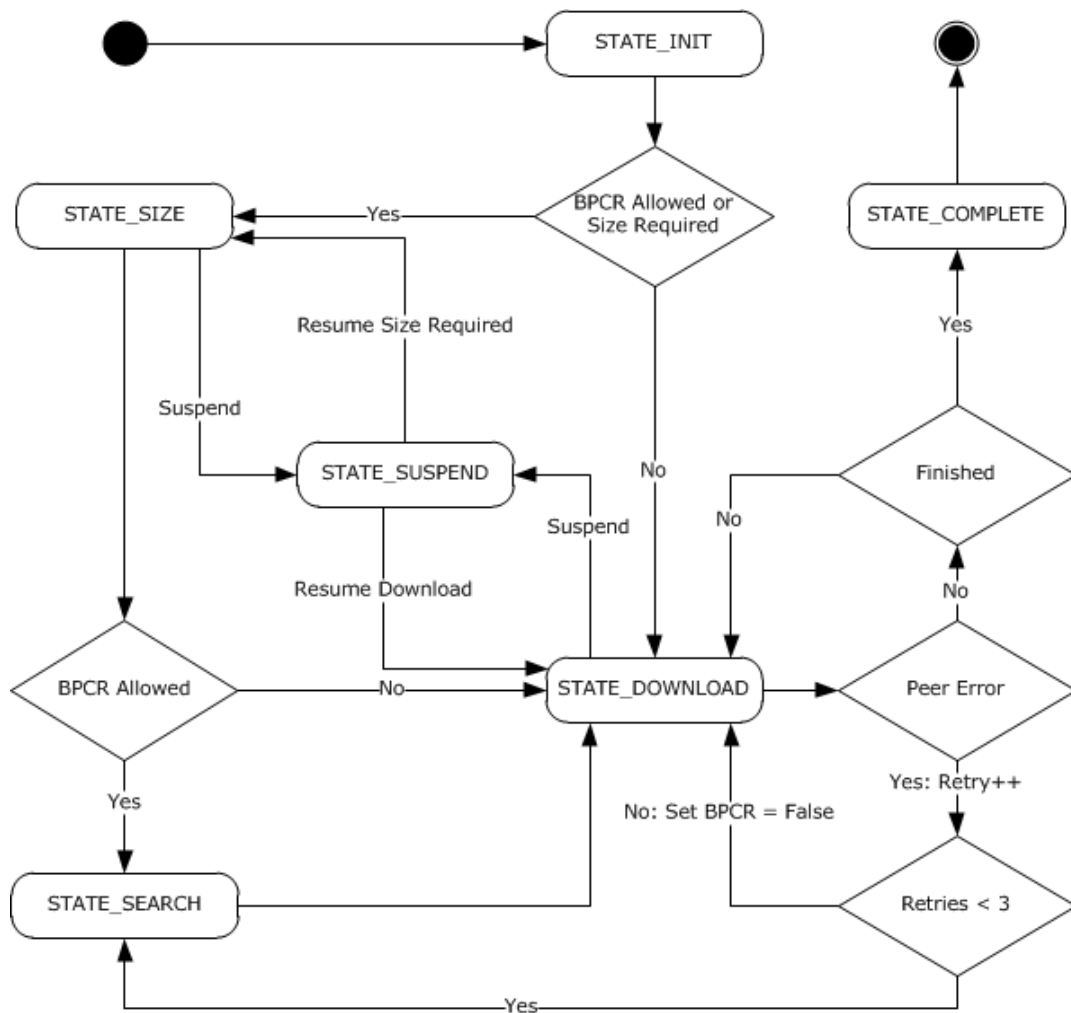 STATE_INIT
BPCR Allowed or
Size Required
STATE_SIZE
Yes
STATE_COMPLETE
Resume Size Required
Yes
Suspend
STATE_SUSPEND
No
Finished
Suspend
No
Resume Download
No
BPCR Allowed
No
STATE_DOWNLOAD
Peer Error
Yes
No: Set BPCR = False
Yes: Retry++
STATE_SEARCH
Retries < 3
Yes